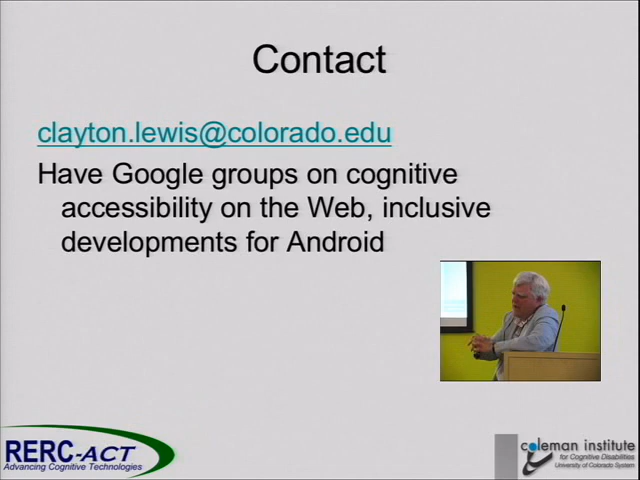 Contact
clayton.lewis@colorado.edu
Have Google groups on cognitive
accessibility on the Web, inclusive
developments for Android
RERC-ACT
Advancing Cognitive Technologies
coleman institute
for Cognitive Disabilities
University of Colorado System